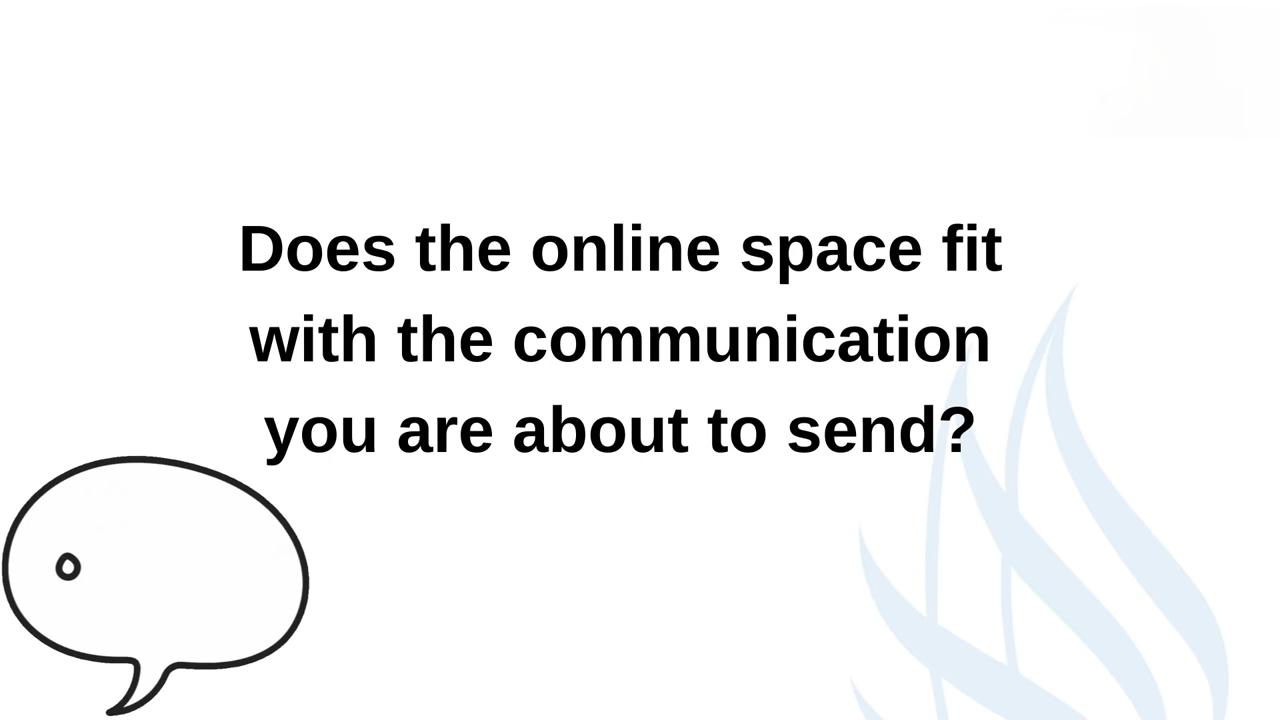 Does the online space fit
with the communication
you are about to send?